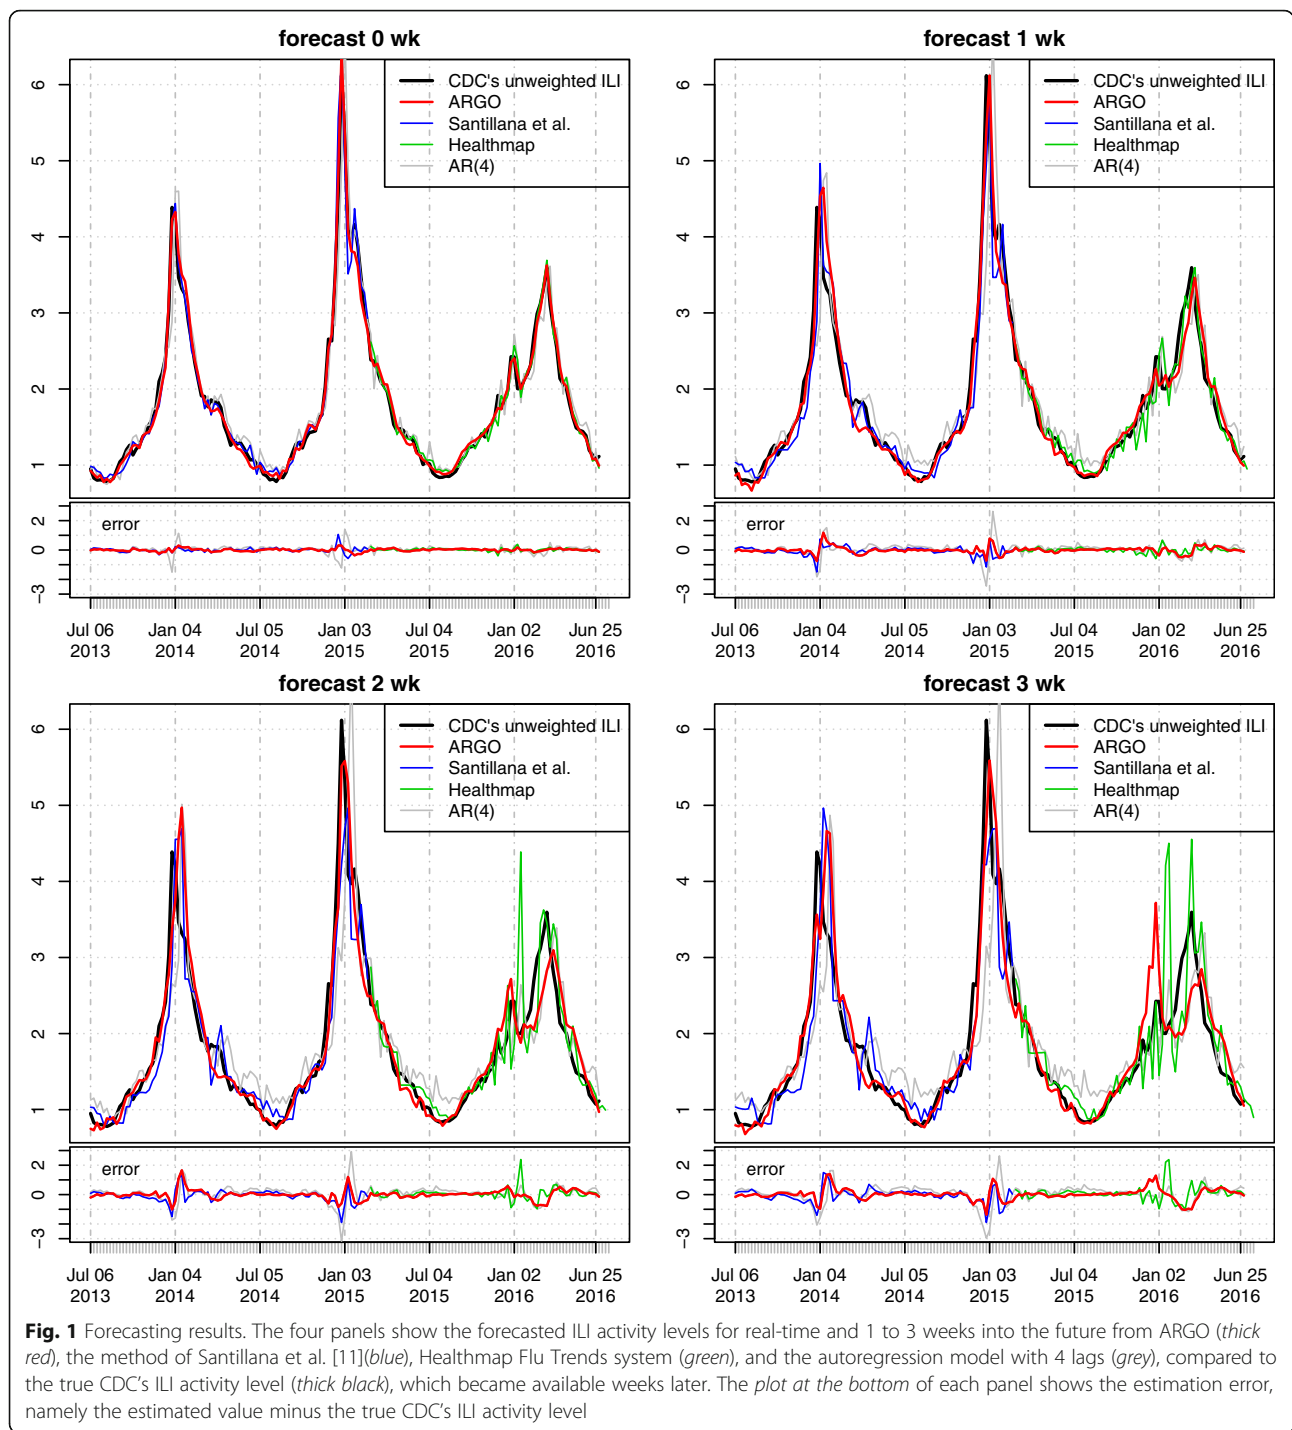 forecast 0 wk
CDC's unweighted ILI
ARGO
Santillana et al.
Healthmap
AR(4)
6
5
4
3
2
1
error
2
0
−3
Jul 06 2013
Jan 04 2014
Jul 05 2014
Jan 03 2015
Jul 04 2015
Jan 02 2016
Jun 25 2016
forecast 1 wk
CDC's unweighted ILI
ARGO
Santillana et al.
Healthmap
AR(4)
6
5
4
3
2
1
error
2
0
−3
Jul 06 2013
Jan 04 2014
Jul 05 2014
Jan 03 2015
Jul 04 2015
Jan 02 2016
Jun 25 2016
forecast 2 wk
CDC's unweighted ILI
ARGO
Santillana et al.
Healthmap
AR(4)
6
5
4
3
2
1
error
2
0
−3
Jul 06 2013
Jan 04 2014
Jul 05 2014
Jan 03 2015
Jul 04 2015
Jan 02 2016
Jun 25 2016
forecast 3 wk
CDC's unweighted ILI
ARGO
Santillana et al.
Healthmap
AR(4)
6
5
4
3
2
1
error
2
0
−3
Jul 06 2013
Jan 04 2014
Jul 05 2014
Jan 03 2015
Jul 04 2015
Jan 02 2016
Jun 25 2016
Fig. 1 Forecasting results. The four panels show the forecasted ILI activity levels for real-time and 1 to 3 weeks into the future from ARGO (thick
red), the method of Santillana et al. [11](blue), Healthmap Flu Trends system (green), and the autoregression model with 4 lags (grey), compared to
the true CDC's ILI activity level (thick black), which became available weeks later. The plot at the bottom of each panel shows the estimation error,
namely the estimated value minus the true CDC's ILI activity level